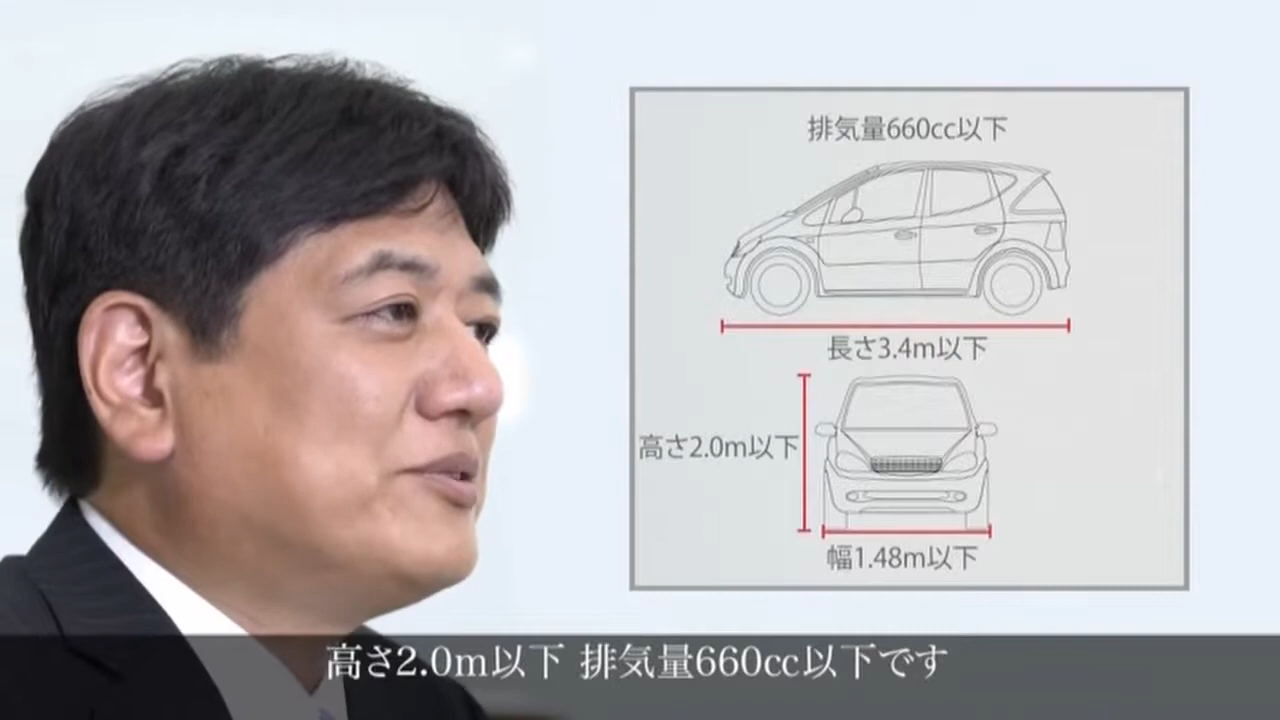 排気量660cc以下
長さ3.4m以下
高さ2.0m以下
幅1.48m以下
高さ2.0m以下 排気量660cc以下です